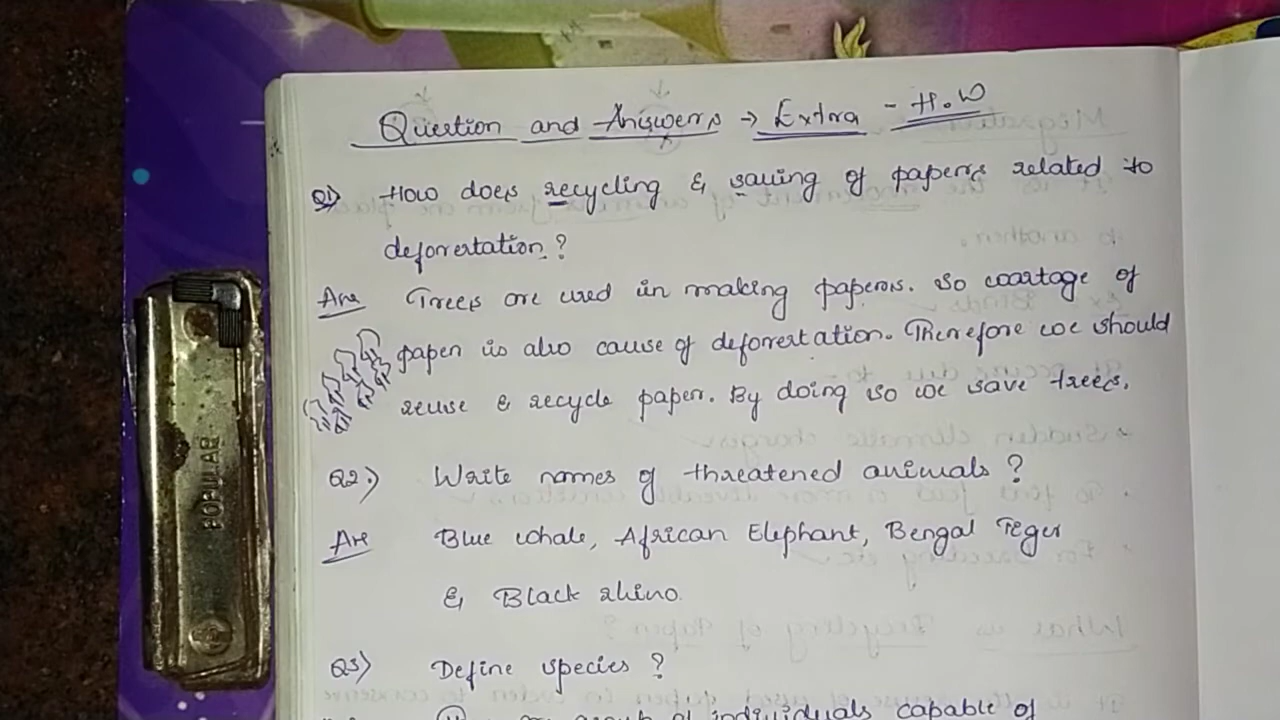 Question and Answers → Extra - H.W
Q1) How does recycling & saving of papers related to
deforestation?
Ans Trees are used in making papers. So wastage of
paper is also cause of deforestation. Therefore we should
reuse & recycle paper. By doing so we save trees.
Q2.) Write names of threatened animals?
Ans Blue whale, African Elephant, Bengal Tiger
& Black rhino
Q3) Define species?
group of individuals capable of
POPULAR